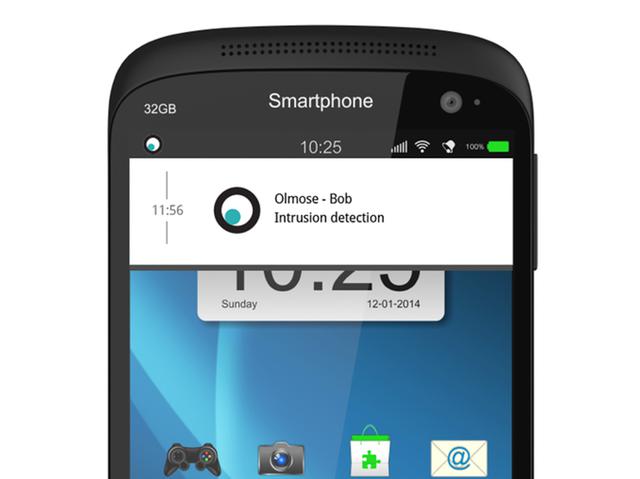 32GB
Smartphone
10:25
100%
11:56
Olmose - Bob
Intrusion detection
10:25
Sunday
12-01-2014
@